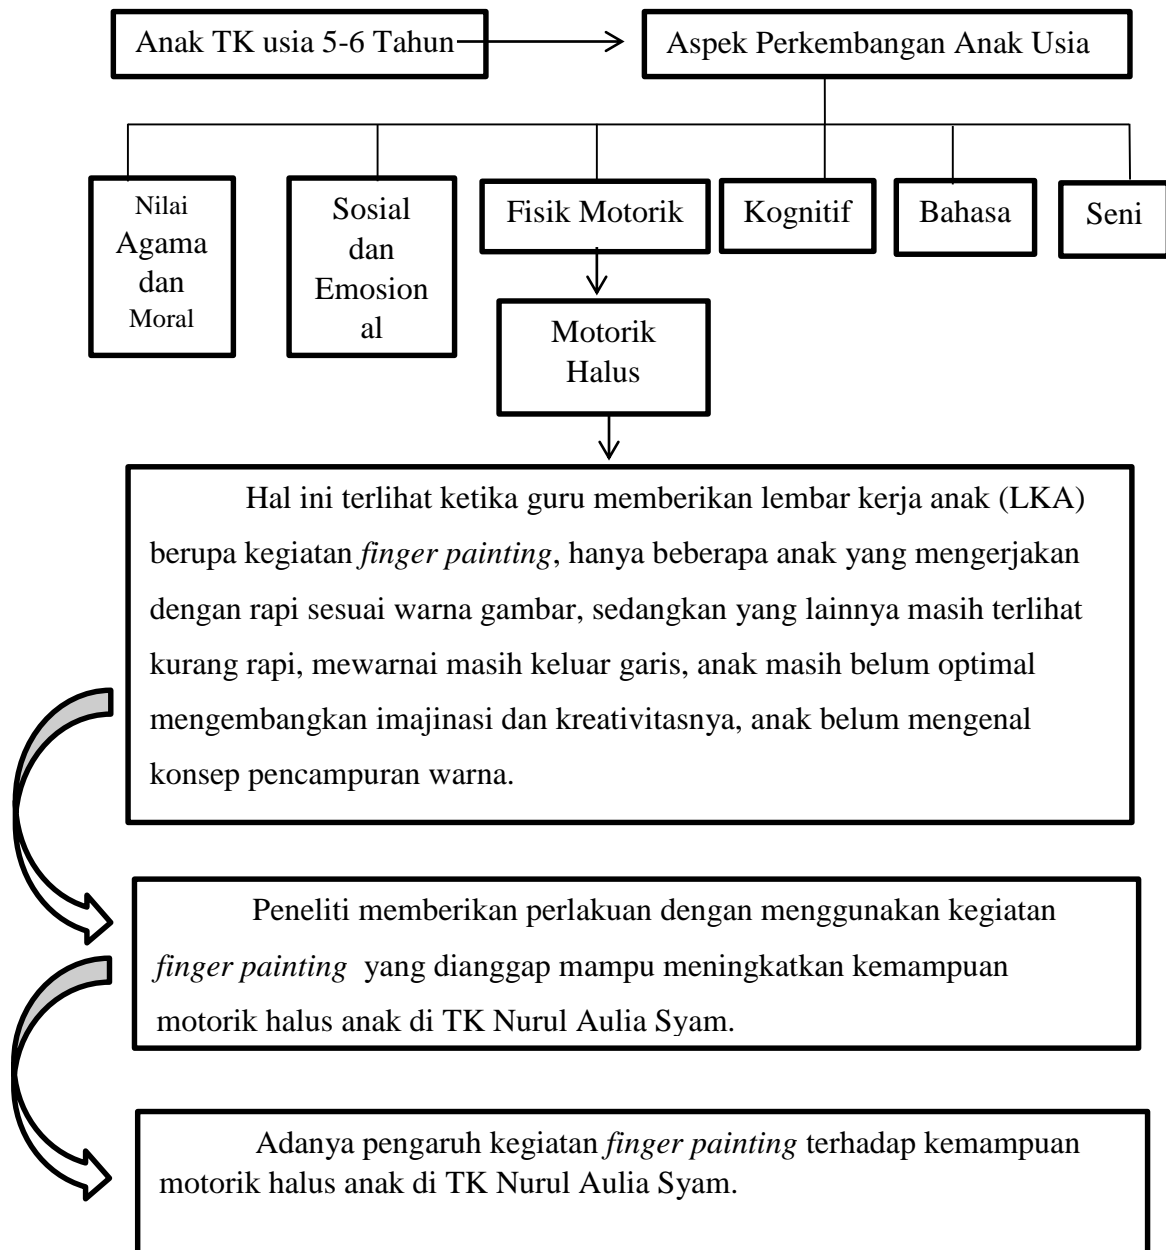 Anak TK usia 5-6 Tahun
Aspek Perkembangan Anak Usia
Nilai
Agama
dan
Moral
Sosial
dan
Emosion
al
Fisik Motorik
Kognitif
Bahasa
Seni
Motorik
Halus
Hal ini terlihat ketika guru memberikan lembar kerja anak (LKA)
berupa kegiatan finger painting, hanya beberapa anak yang mengerjakan
dengan rapi sesuai warna gambar, sedangkan yang lainnya masih terlihat
kurang rapi, mewarnai masih keluar garis, anak masih belum optimal
mengembangkan imajinasi dan kreativitasnya, anak belum mengenal
konsep pencampuran warna.
Peneliti memberikan perlakuan dengan menggunakan kegiatan
finger painting yang dianggap mampu meningkatkan kemampuan
motorik halus anak di TK Nurul Aulia Syam.
Adanya pengaruh kegiatan finger painting terhadap kemampuan
motorik halus anak di TK Nurul Aulia Syam.